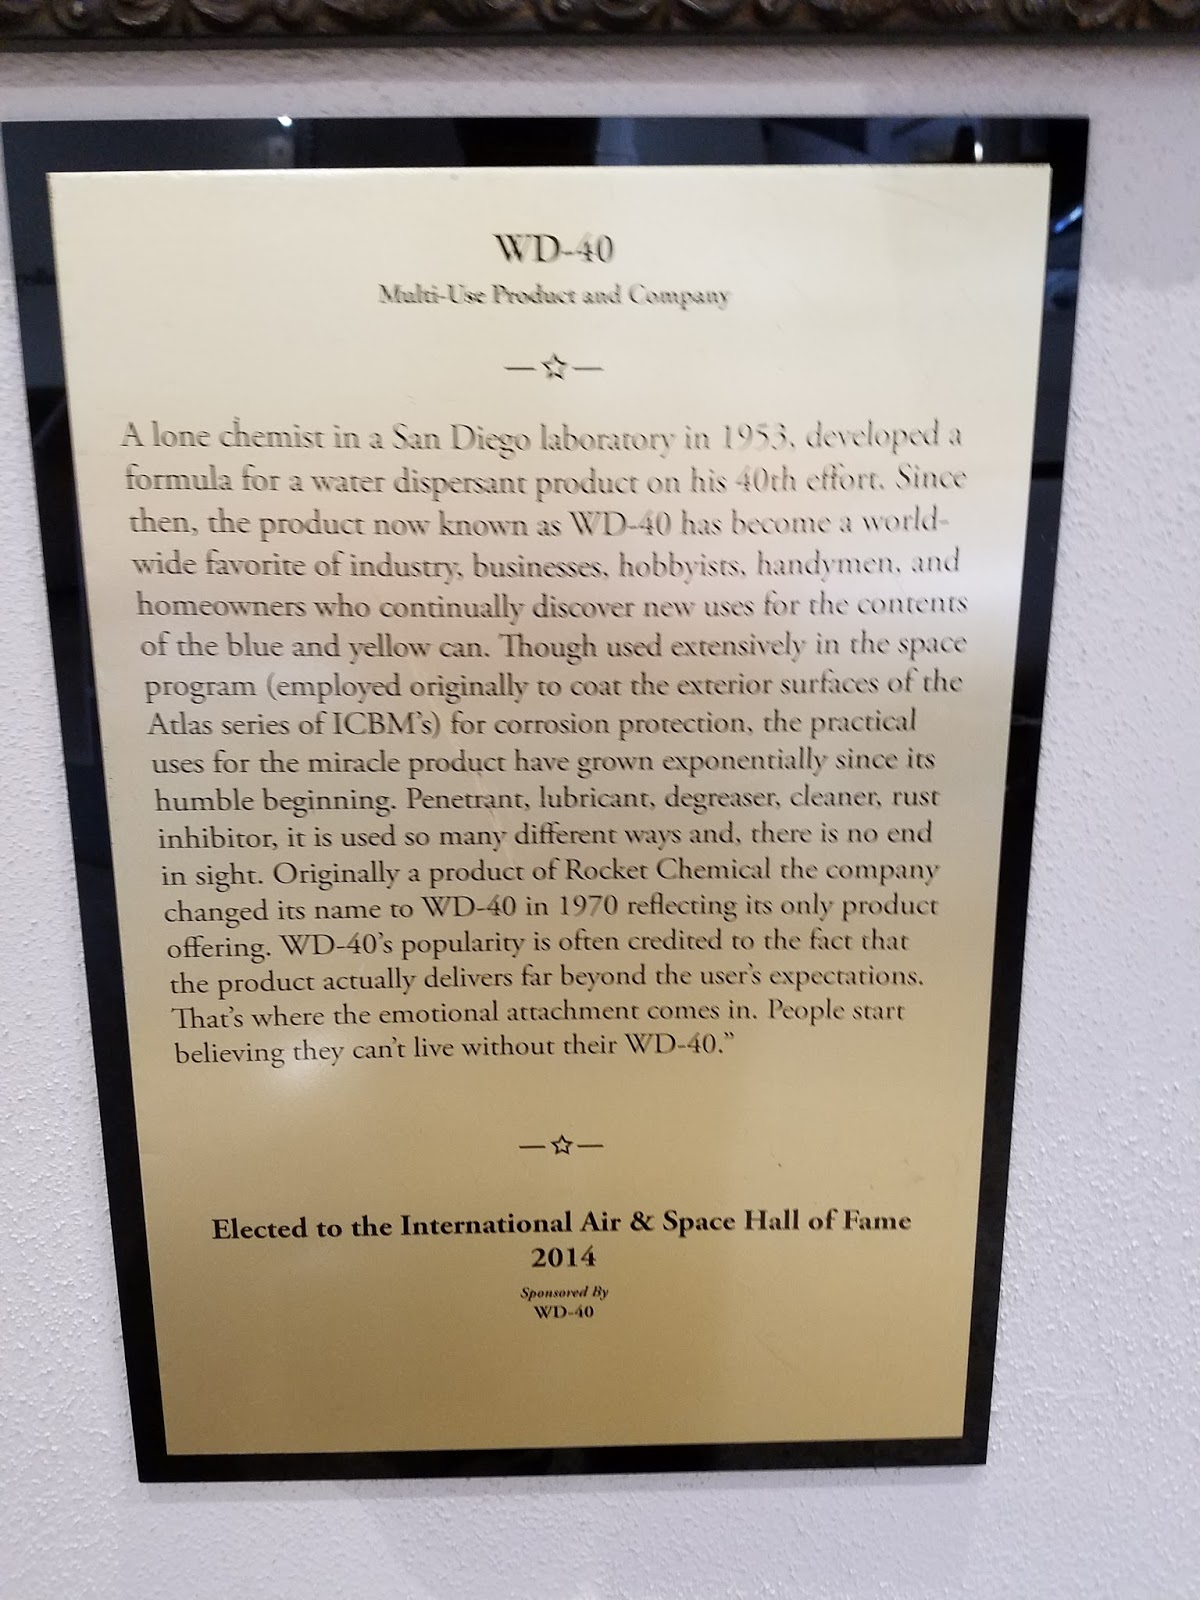 WD-40
Multi-Use Product and Company
A lone chemist in a San Diego laboratory in 1953, developed a
formula for a water dispersant product on his 40th effort. Since
then, the product now known as WD-40 has become a world-
wide favorite of industry, businesses, hobbyists, handymen, and
homeowners who continually discover new uses for the contents
of the blue and yellow can. Though used extensively in the space
program (employed originally to coat the exterior surfaces of the
Atlas series of ICBM's) for corrosion protection, the practical
uses for the miracle product have grown exponentially since its
humble beginning. Penetrant, lubricant, degreaser, cleaner, rust
inhibitor, it is used so many different ways and, there is no end
in sight. Originally a product of Rocket Chemical the company
changed its name to WD-40 in 1970 reflecting its only product
offering. WD-40's popularity is often credited to the fact that
the product actually delivers far beyond the user's expectations.
That's where the emotional attachment comes in. People start
believing they can't live without their WD-40.”
Elected to the International Air & Space Hall of Fame
2014
Sponsored By
WD-40